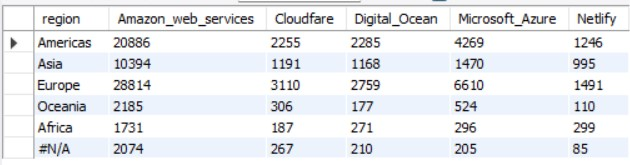 region Amazon_web_services Cloudfare Digital_Ocean Microsoft_Azure Netlify
Americas 20886 2255 2285 4269 1246
Asia 10394 1191 1168 1470 995
Europe 28814 3110 2759 6610 1491
Oceania 2185 306 177 524 110
Africa 1731 187 271 296 299
#N/A 2074 267 210 205 85